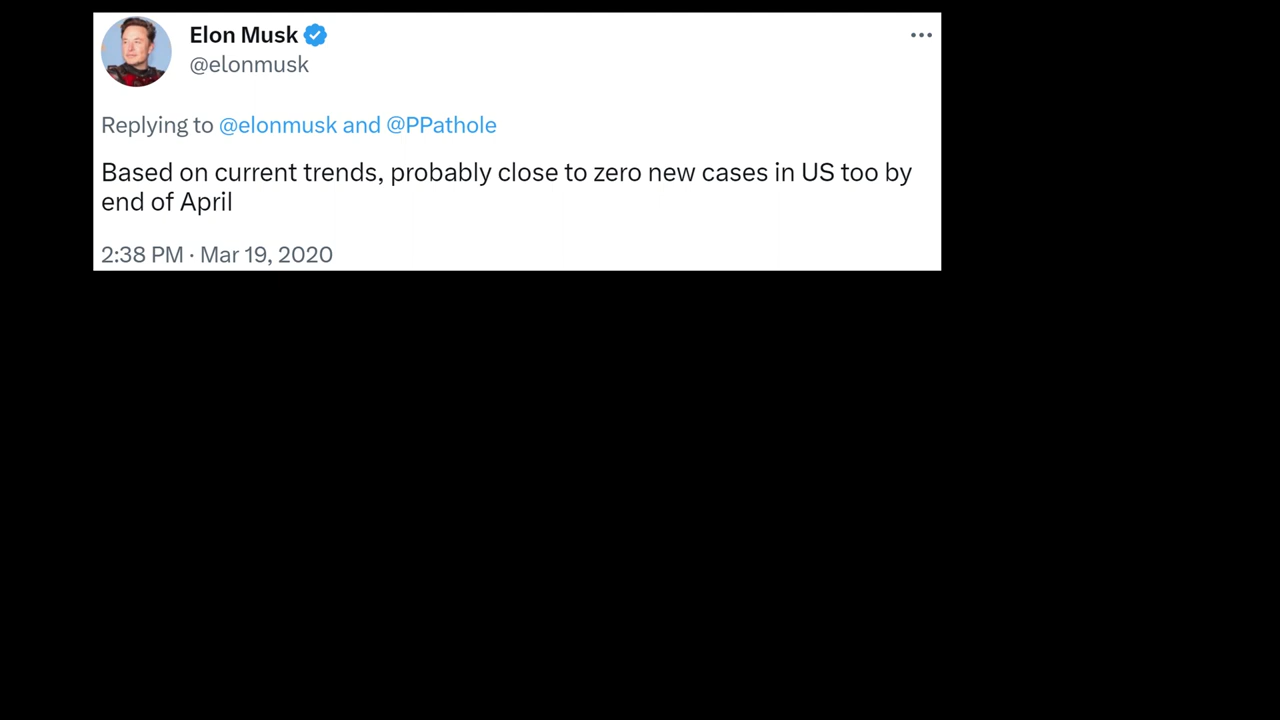 Elon Musk
@elonmusk
Replying to @elonmusk and @PPathole
Based on current trends, probably close to zero new cases in US too by
end of April
2:38 PM · Mar 19, 2020